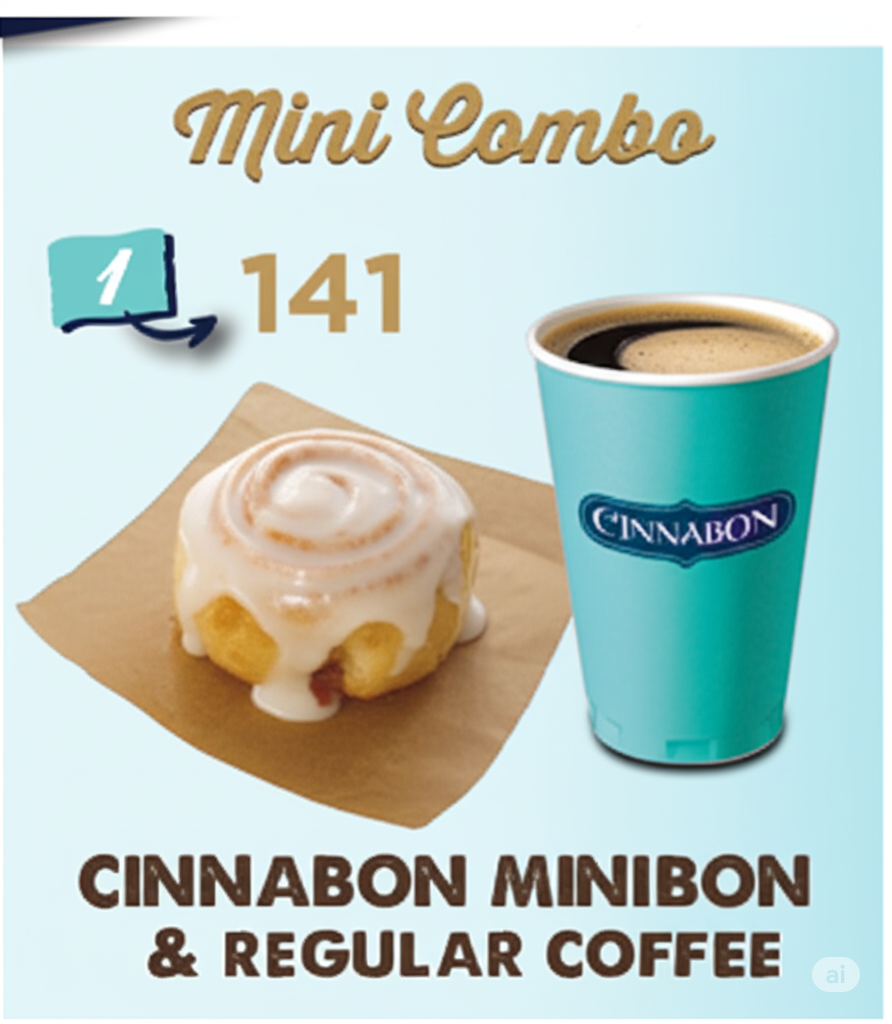 Mini Combo
1
141
CINNABON
CINNABON MINIBON
& REGULAR COFFEE
ai